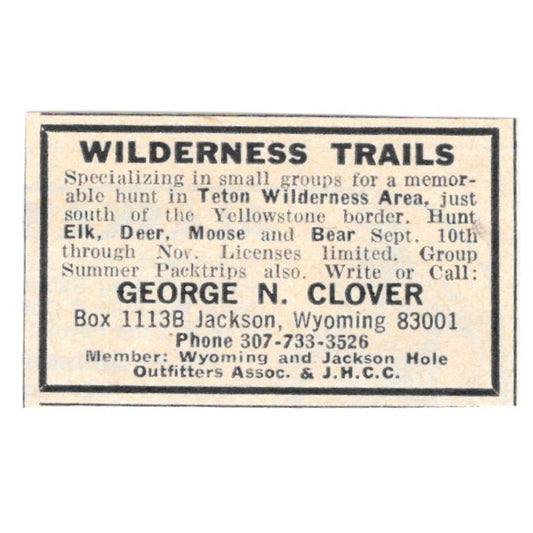 WILDERNESS TRAILS
Specializing in small groups for a memor-
able hunt in Teton Wilderness Area, just
south of the Yellowstone border. Hunt
Elk, Deer, Moose and Bear Sept. 10th
through Nov. Licenses limited. Group
Summer Packtrips also. Write or Call:
GEORGE N. CLOVER
Box 1113B Jackson, Wyoming 83001
Phone 307-733-3526
Member: Wyoming and Jackson Hole
Outfitters Assoc. & J.H.C.C.